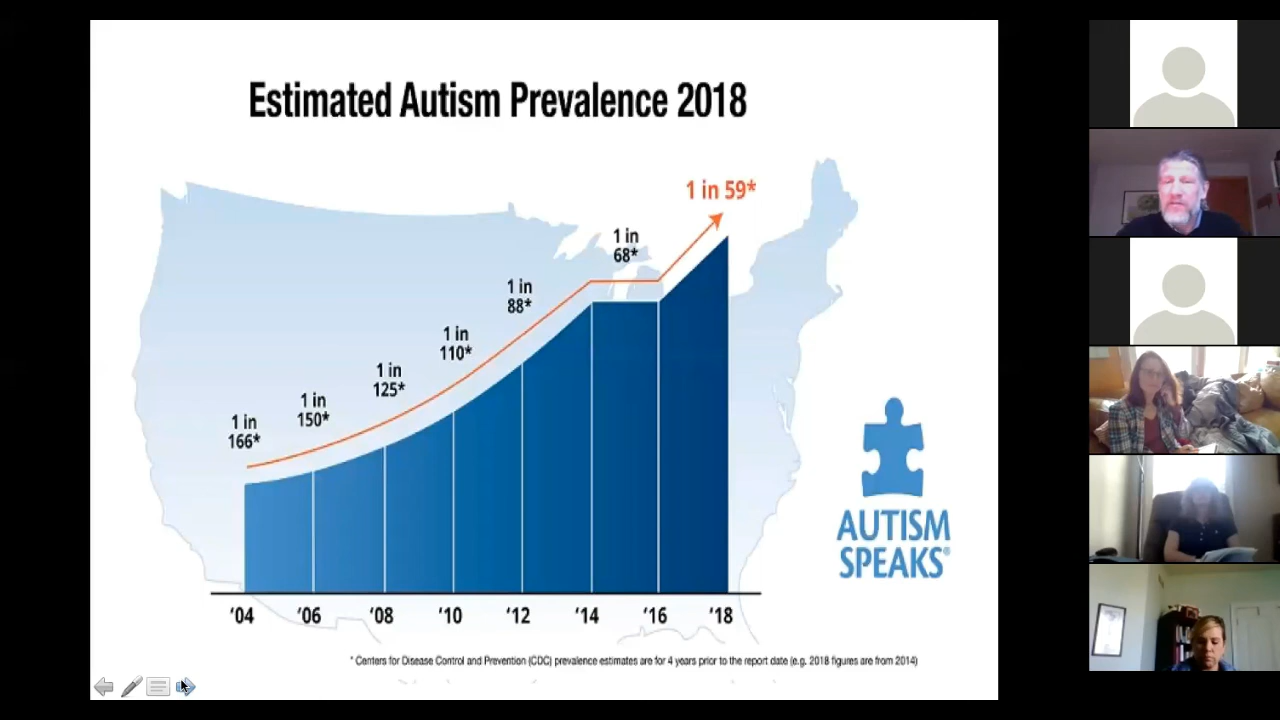 Estimated Autism Prevalence 2018
1 in 59*
1 in
68*
1 in
88*
1 in
110*
1 in
125*
1 in
150*
1 in
166*
AUTISM
SPEAKS®
‘04 ‘06 ‘08 ‘10 ‘12 ‘14 ‘16 ‘18
* Centers for Disease Control and Prevention (CDC) prevalence estimates are for 4 years prior to the report date (e.g. 2018 figures are from 2014)